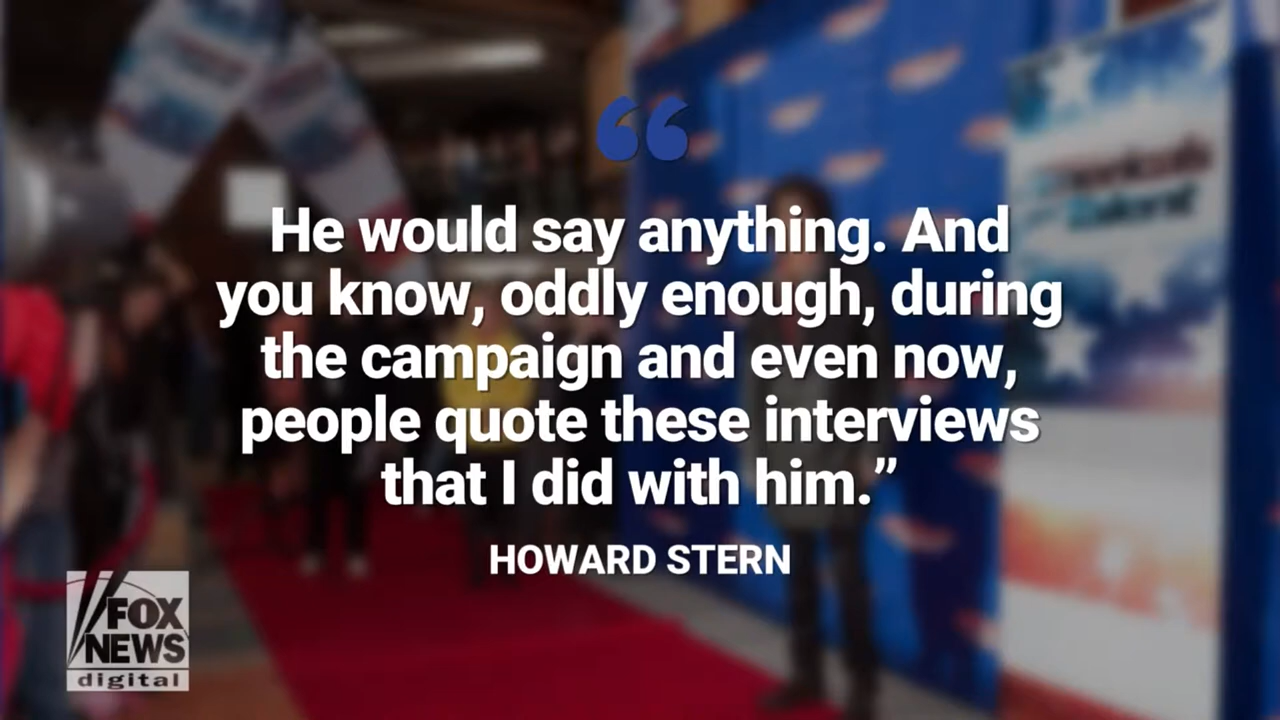 “
He would say anything. And
you know, oddly enough, during
the campaign and even now,
people quote these interviews
that I did with him.”
HOWARD STERN
FOX
NEWS
digital